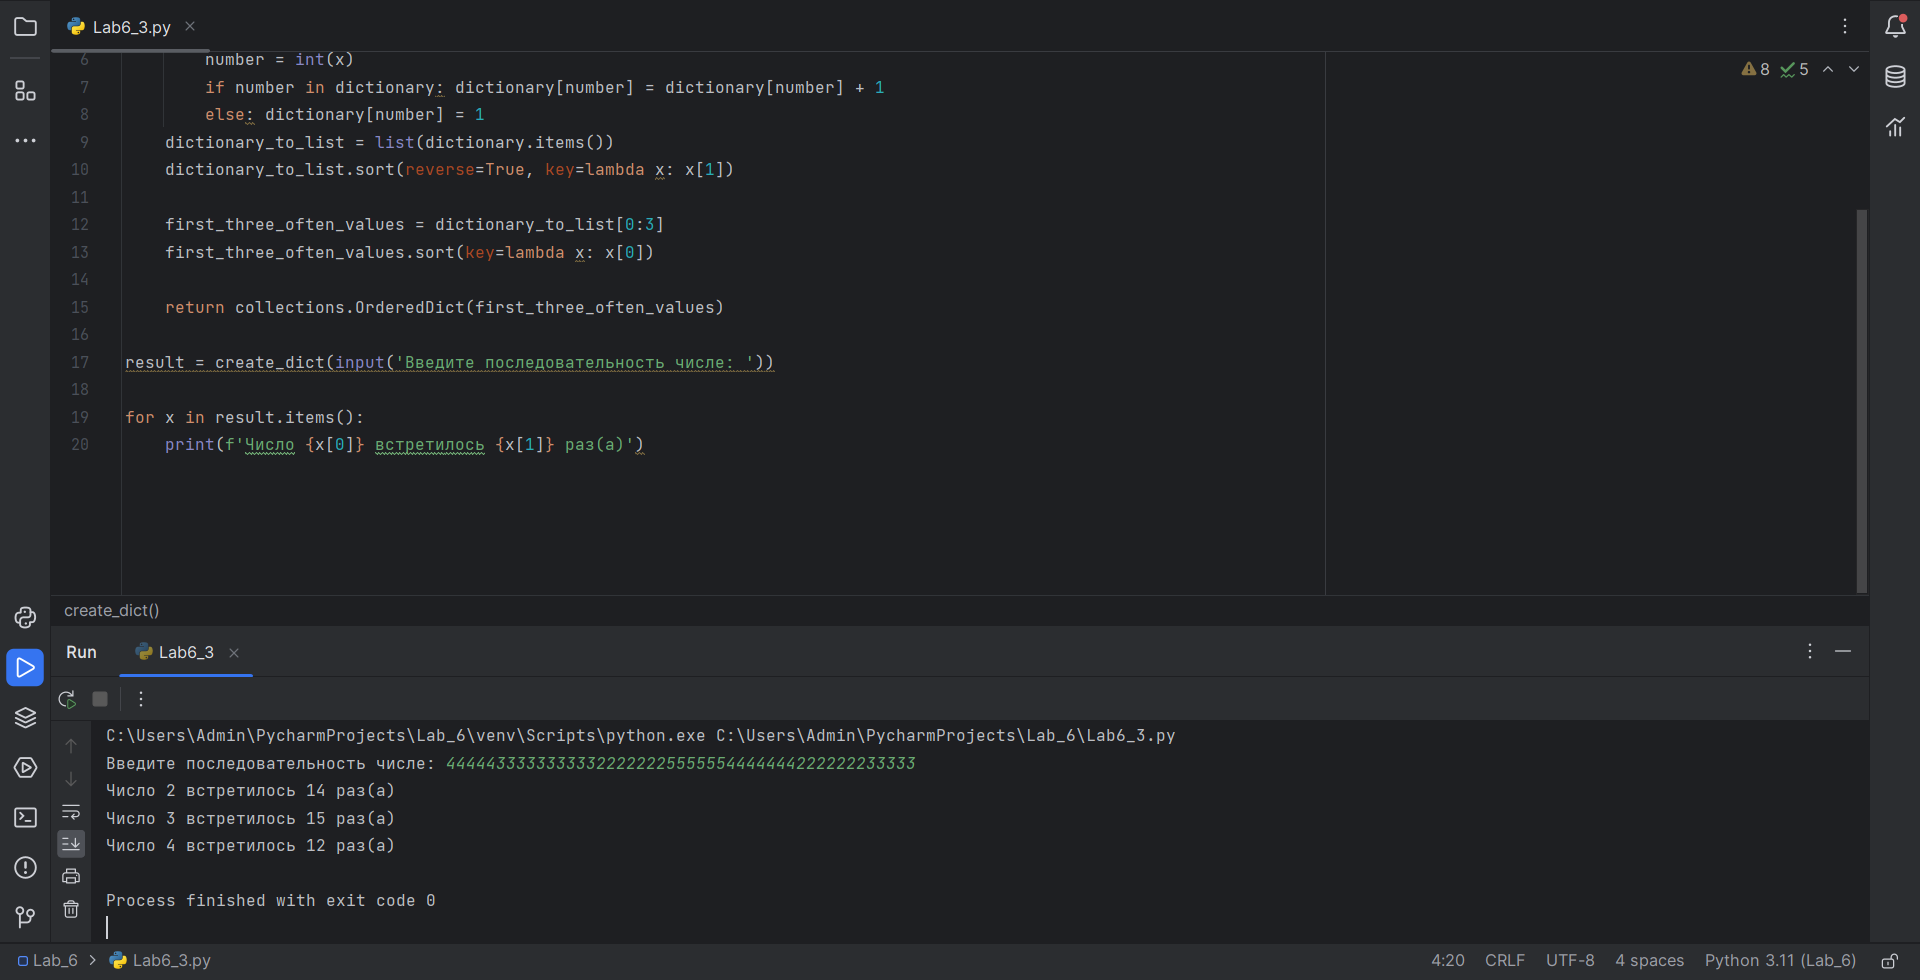 Lab6_3.py
6 number = int(x)
7 if number in dictionary: dictionary[number] = dictionary[number] + 1
8 else: dictionary[number] = 1
9 dictionary_to_list = list(dictionary.items())
10 dictionary_to_list.sort(reverse=True, key=lambda x: x[1])
11
12 first_three_often_values = dictionary_to_list[0:3]
13 first_three_often_values.sort(key=lambda x: x[0])
14
15 return collections.OrderedDict(first_three_often_values)
16
17 result = create_dict(input('Введите последовательность числе: '))
18
19 for x in result.items():
20 print(f'Число {x[0]} встретилось {x[1]} раз(а)')
8 5
create_dict()
Run Lab6_3
C:\Users\Admin\PycharmProjects\Lab_6\venv\Scripts\python.exe C:\Users\Admin\PycharmProjects\Lab_6\Lab6_3.py
Введите последовательность числе: 44444333333333322222225555554444444222222233333
Число 2 встретилось 14 раз(а)
Число 3 встретилось 15 раз(а)
Число 4 встретилось 12 раз(а)
Process finished with exit code 0
Lab_6 > Lab6_3.py
4:20 CRLF UTF-8 4 spaces Python 3.11 (Lab_6)